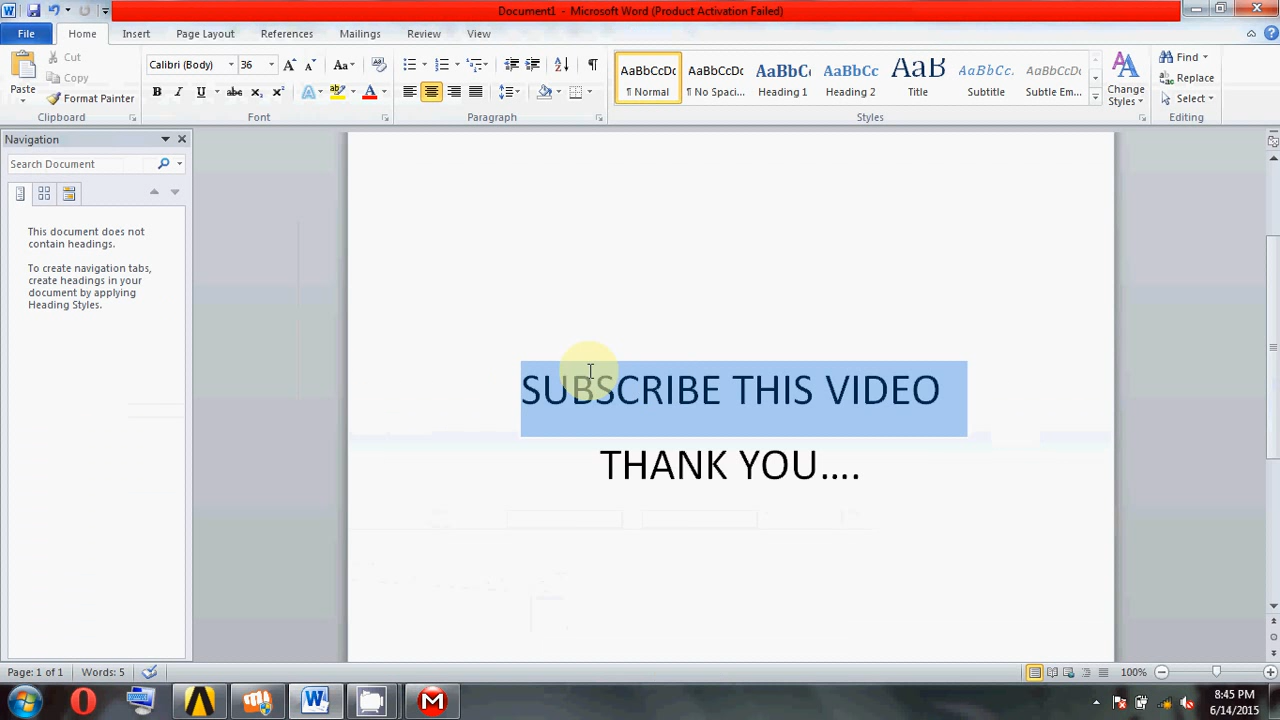 Document1 - Microsoft Word (Product Activation Failed)
File Home Insert Page Layout References Mailings Review View
Paste
Cut
Copy
Format Painter
Clipboard
Calibri (Body) 36
Font
Paragraph
AaBbCcDc AaBbCcDc AaBbC AaBbCc AaB AaBbCc. AaBbCcDc
¶ Normal ¶ No Spaci... Heading 1 Heading 2 Title Subtitle Subtle Em...
Change Styles
Styles
Find
Replace
Select
Editing
Navigation
Search Document
This document does not
contain headings.
To create navigation tabs,
create headings in your
document by applying
Heading Styles.
SUBSCRIBE THIS VIDEO
THANK YOU....
Page: 1 of 1 Words: 5 100%
8:45 PM
6/14/2015